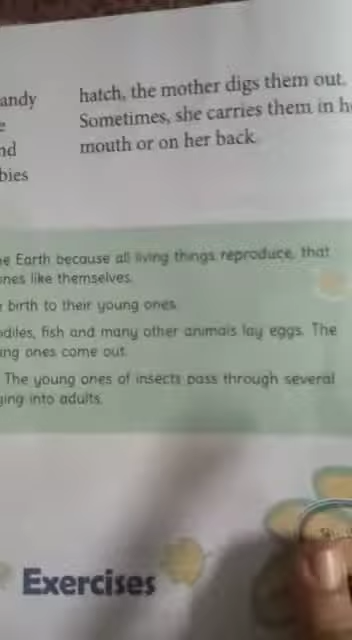 andy
nd
bies
hatch, the mother digs them out.
Sometimes, she carries them in
mouth or on her back.
Earth because all living things reproduce, that
ones like themselves.
birth to their young ones.
odiles, fish and many other animals lay eggs. The
ung ones come out.
The young ones of insects pass through several
ging into adults.
Exercises